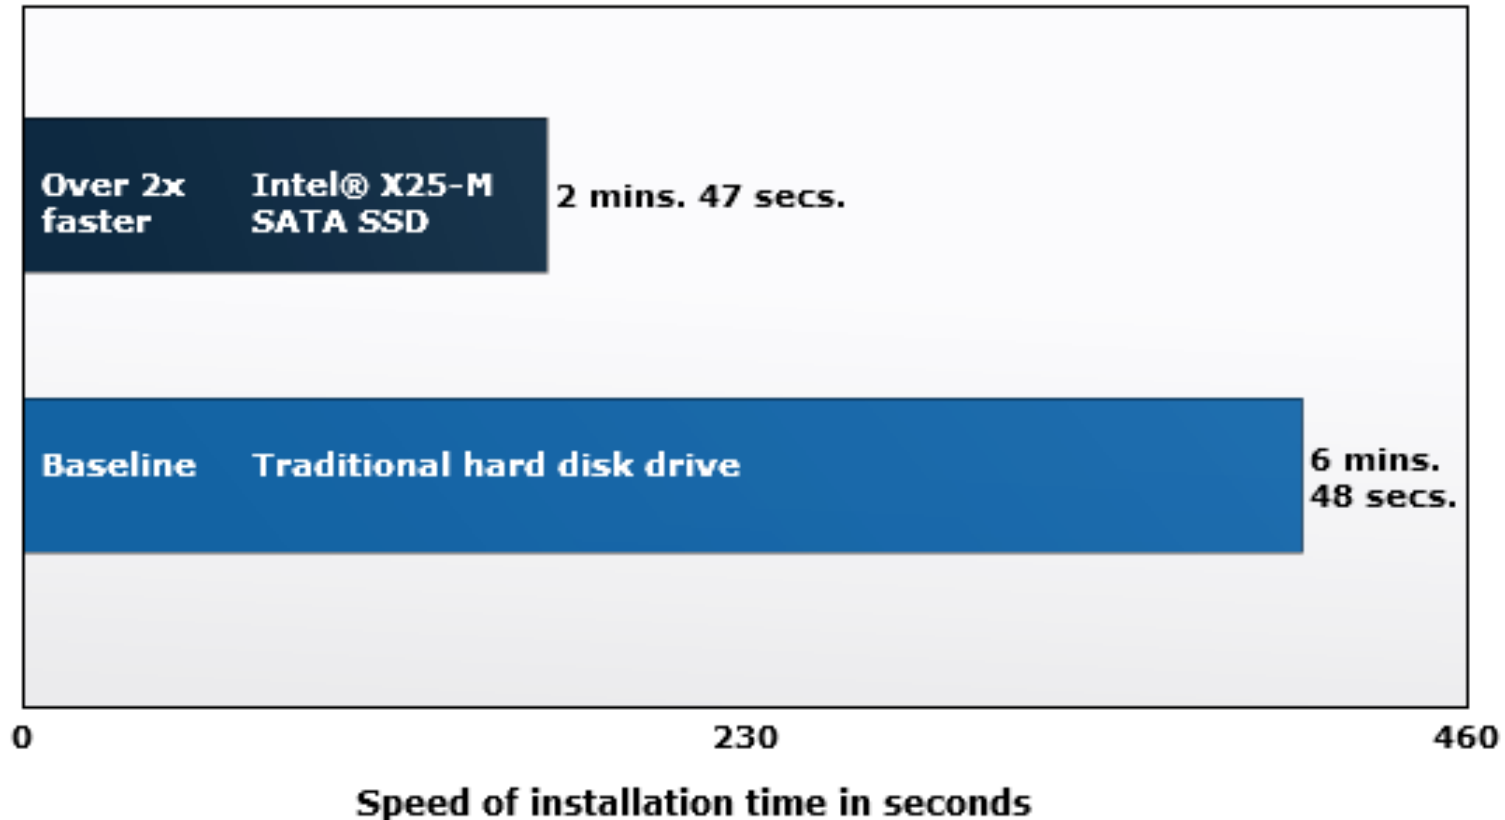 Over 2x faster
Intel® X25-M SATA SSD
2 mins. 47 secs.
Baseline
Traditional hard disk drive
6 mins.
48 secs.
0
230
460
Speed of installation time in seconds